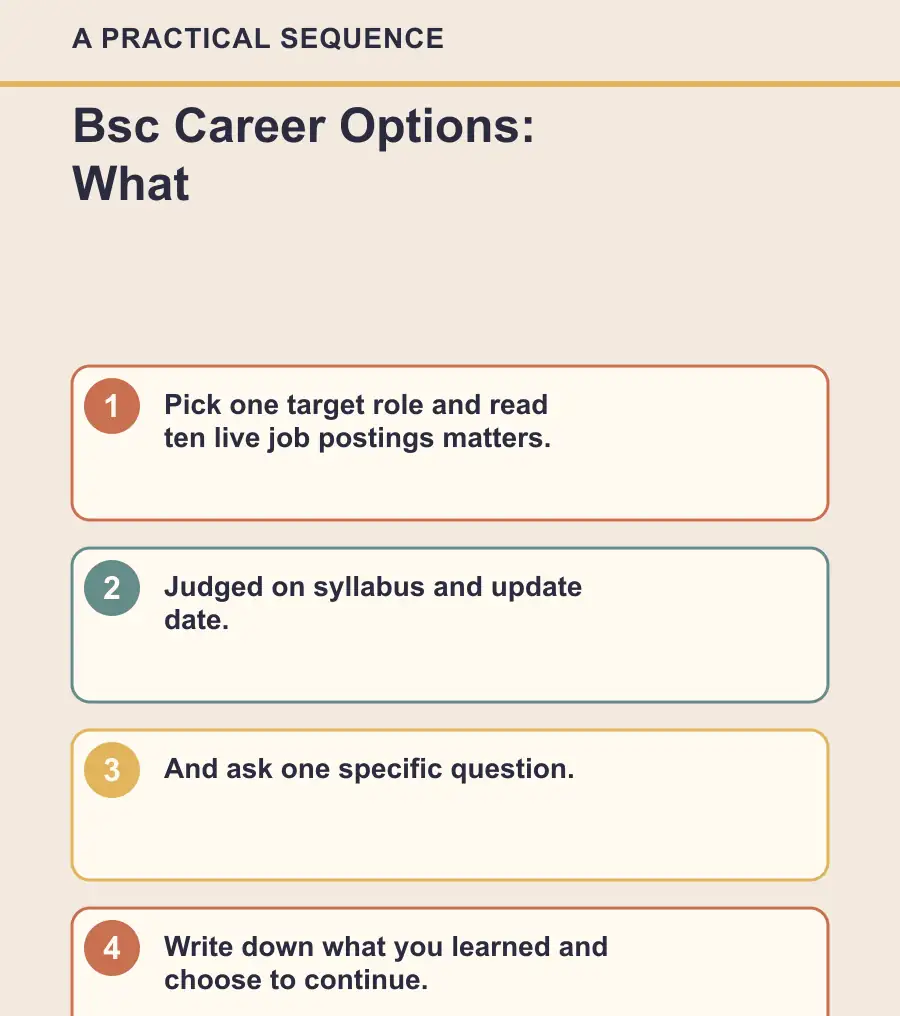 A PRACTICAL SEQUENCE
Bsc Career Options:
What
1
Pick one target role and read
ten live job postings matters.
2
Judged on syllabus and update
date.
3
And ask one specific question.
4
Write down what you learned and
choose to continue.